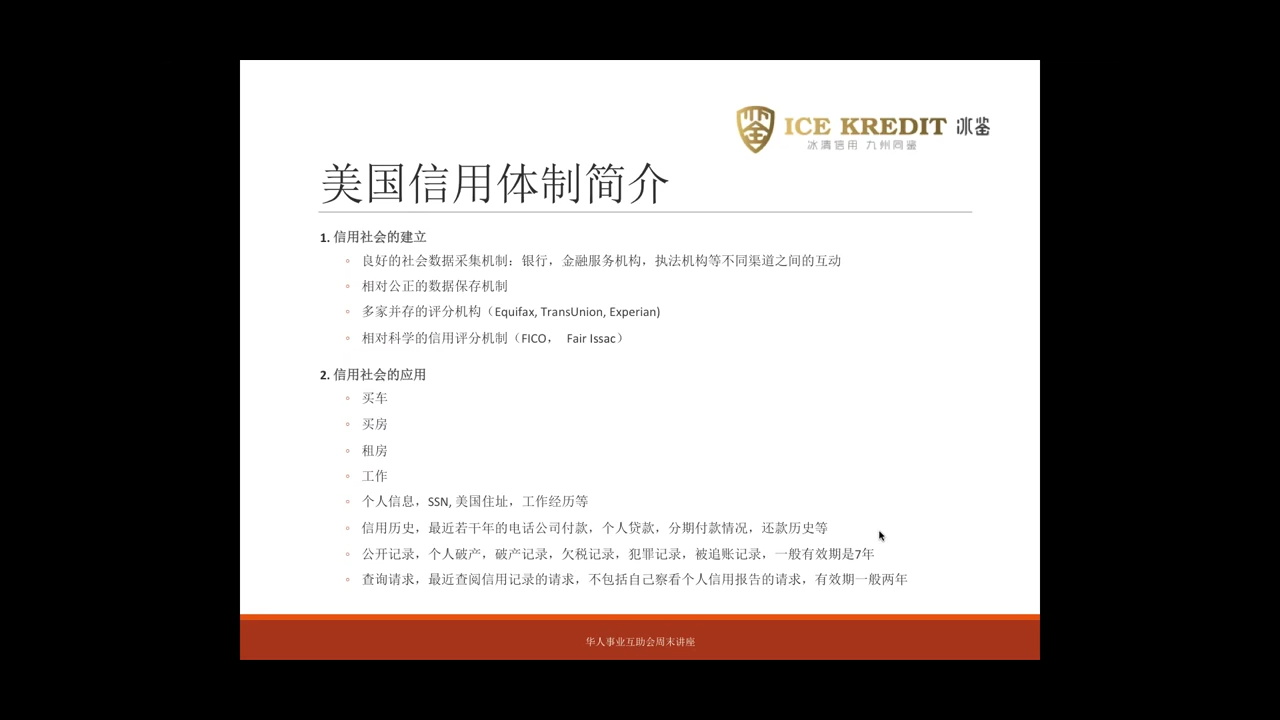 ICE KREDIT 冰鉴
冰清信用 九州同鉴
美国信用体制简介
1. 信用社会的建立
◦ 良好的社会数据采集机制：银行，金融服务机构，执法机构等不同渠道之间的互动
◦ 相对公正的数据保存机制
◦ 多家并存的评分机构（Equifax, TransUnion, Experian)
◦ 相对科学的信用评分机制（FICO， Fair Issac）
2. 信用社会的应用
◦ 买车
◦ 买房
◦ 租房
◦ 工作
◦ 个人信息，SSN, 美国住址，工作经历等
◦ 信用历史，最近若干年的电话公司付款，个人贷款，分期付款情况，还款历史等
◦ 公开记录，个人破产，破产记录，欠税记录，犯罪记录，被追账记录，一般有效期是7年
◦ 查询请求，最近查阅信用记录的请求，不包括自己察看个人信用报告的请求，有效期一般两年
华人事业互助会周末讲座